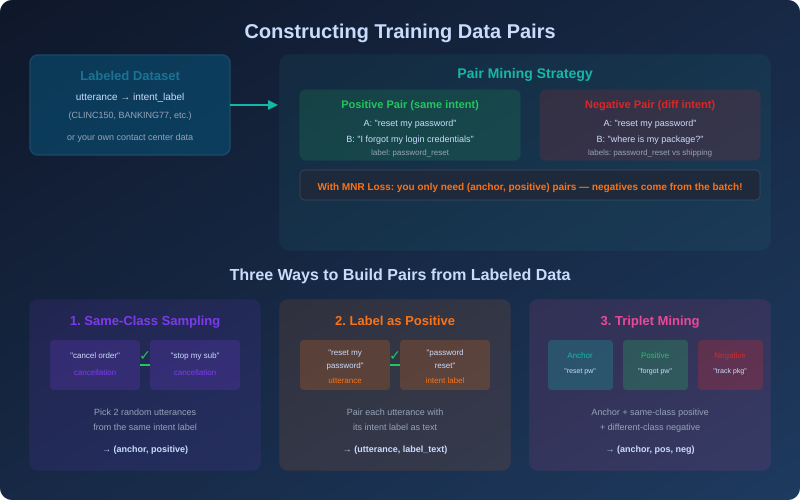 Constructing Training Data Pairs
Labeled Dataset
utterance → intent_label
(CLINC150, BANKING77, etc.)
or your own contact center data
Pair Mining Strategy
Positive Pair (same intent)
A: "reset my password"
B: "I forgot my login credentials"
label: password_reset
Negative Pair (diff intent)
A: "reset my password"
B: "where is my package?"
labels: password_reset vs shipping
With MNR Loss: you only need (anchor, positive) pairs — negatives come from the batch!
Three Ways to Build Pairs from Labeled Data
1. Same-Class Sampling
"cancel order"
cancellation
✓
"stop my sub"
cancellation
Pick 2 random utterances
from the same intent label
→ (anchor, positive)
2. Label as Positive
"reset my
password"
utterance
✓
"password
reset"
intent label
Pair each utterance with
its intent label as text
→ (utterance, label_text)
3. Triplet Mining
Anchor
"reset pw"
Positive
"forgot pw"
Negative
"track pkg"
Anchor + same-class positive
+ different-class negative
→ (anchor, pos, neg)